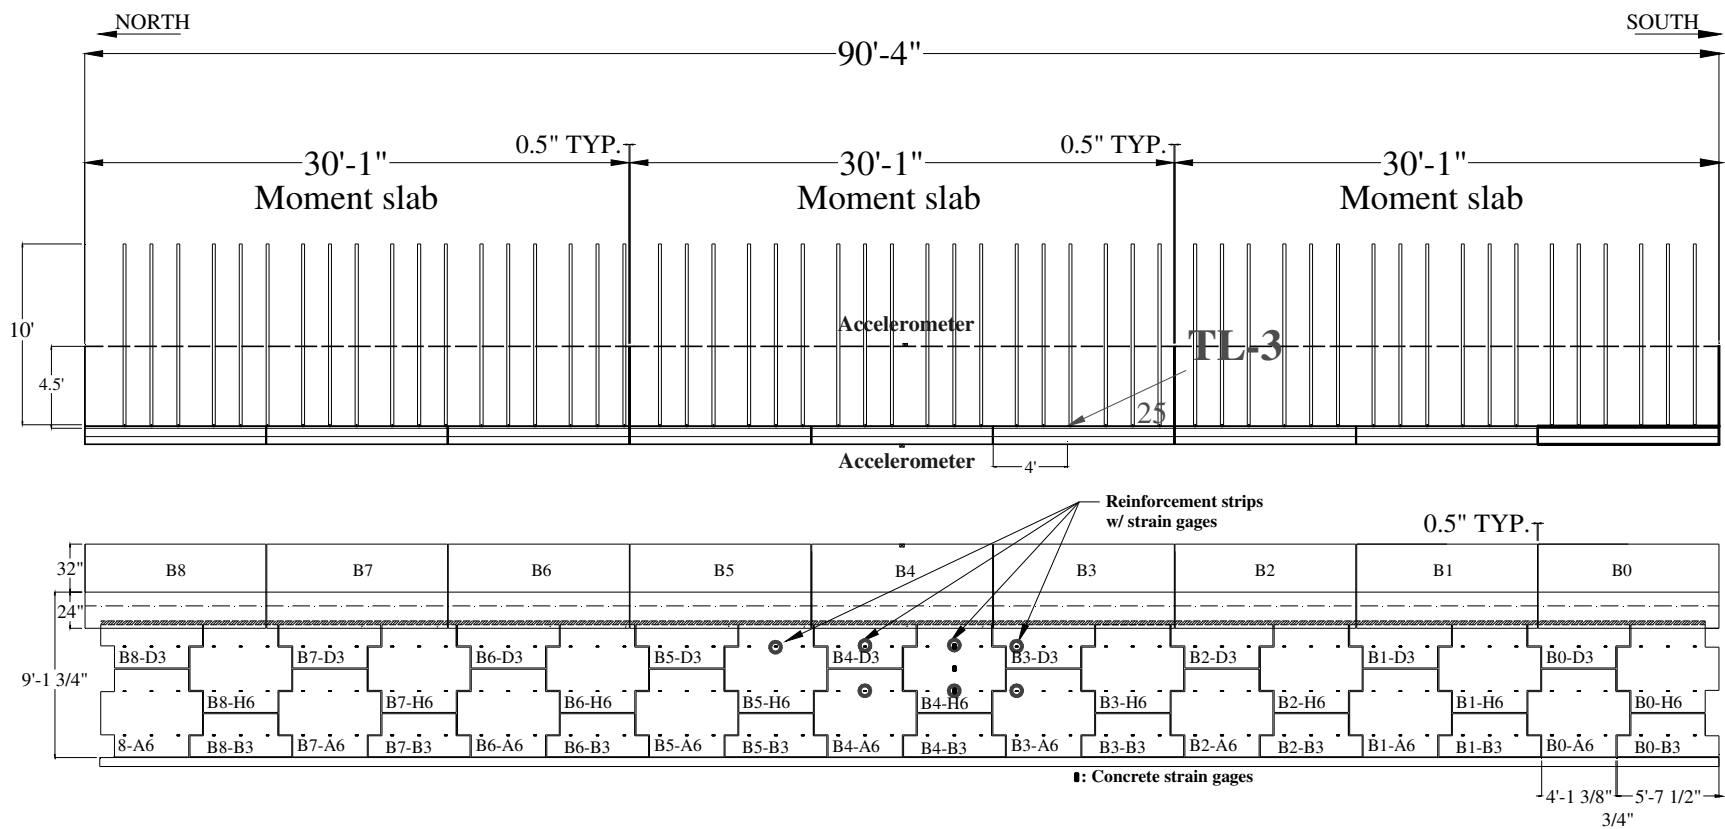 NORTH
SOUTH
90'-4"
0.5" TYP.
0.5" TYP.
30'-1"
30'-1"
30'-1"
Moment slab
Moment slab
Moment slab
10'
Accelerometer
TL-3
4.5'
25
Accelerometer
4'
Reinforcement strips
w/ strain gages
0.5" TYP.
32"
B8
B7
B6
B5
B4
B3
B2
B1
B0
24"
B8-D3
B7-D3
B6-D3
B5-D3
B4-D3
B3-D3
B2-D3
B1-D3
B0-D3
9'-1 3/4"
B8-H6
B7-H6
B6-H6
B5-H6
B4-H6
B3-H6
B2-H6
B1-H6
B0-H6
8-A6
B8-B3
B7-A6
B7-B3
B6-A6
B6-B3
B5-A6
B5-B3
B4-A6
B4-B3
B3-A6
B3-B3
B2-A6
B2-B3
B1-A6
B1-B3
B0-A6
B0-B3
: Concrete strain gages
4'-1 3/8"
5'-7 1/2"
3/4"